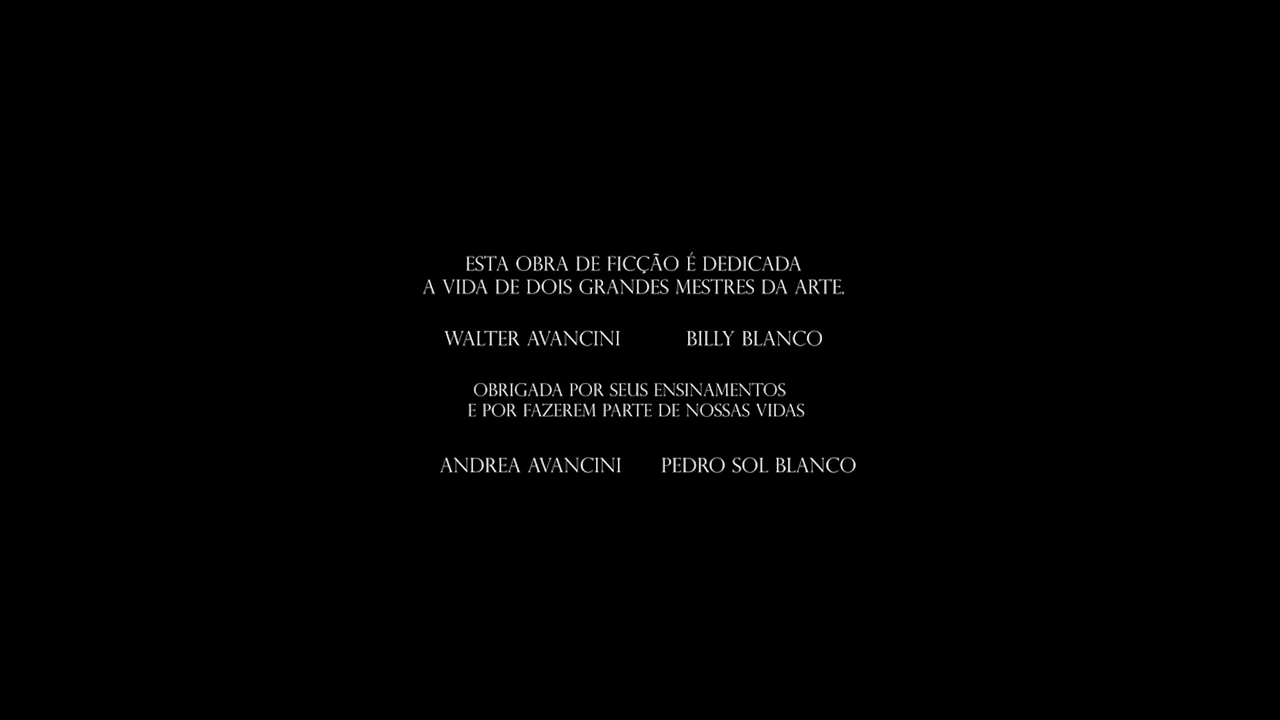 ESTA OBRA DE FICÇÃO É DEDICADA
A VIDA DE DOIS GRANDES MESTRES DA ARTE.
WALTER AVANCINI BILLY BLANCO
OBRIGADA POR SEUS ENSINAMENTOS
E POR FAZEREM PARTE DE NOSSAS VIDAS
ANDREA AVANCINI PEDRO SOL BLANCO